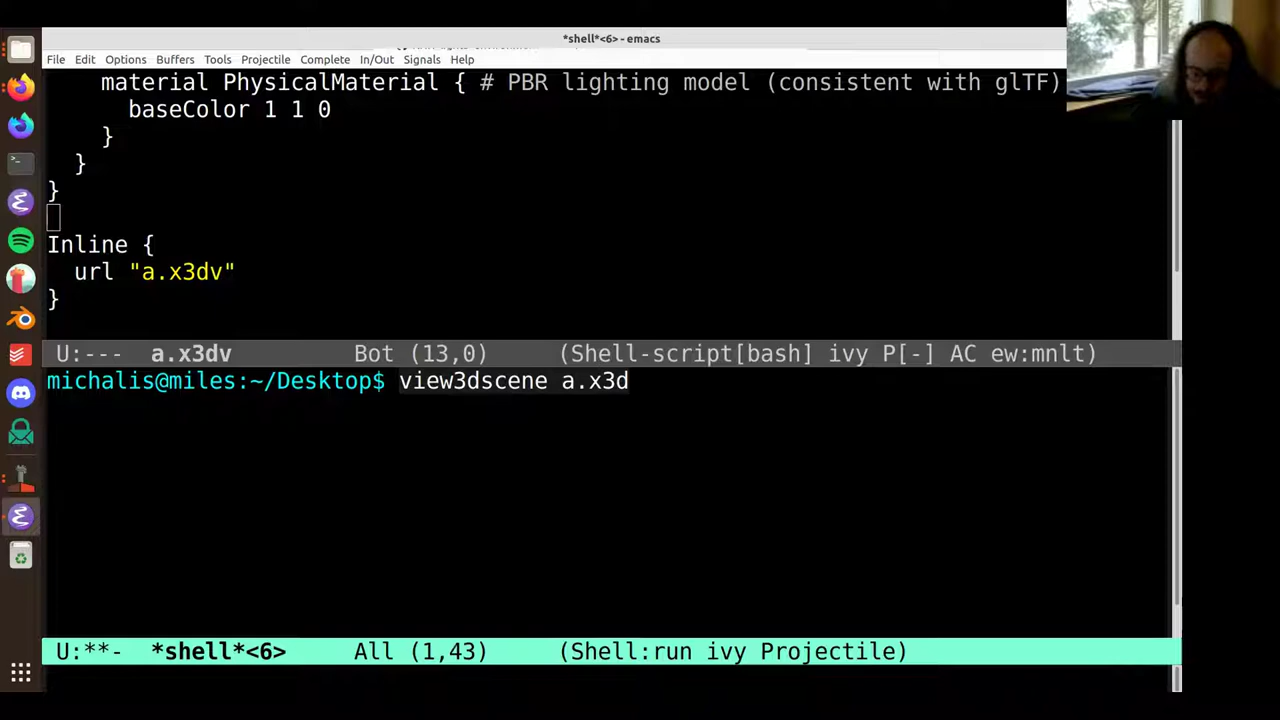 *shell*<6> - emacs
File Edit Options Buffers Tools Projectile Complete In/Out Signals Help
material PhysicalMaterial { # PBR lighting model (consistent with glTF)
baseColor 1 1 0
}
}
}
Inline {
url "a.x3dv"
}
U:--- a.x3dv Bot (13,0) (Shell-script[bash] ivy P[-] AC ew:mnlt)
michalis@miles:~/Desktop$ view3dscene a.x3d
U:**- *shell*<6> All (1,43) (Shell:run ivy Projectile)